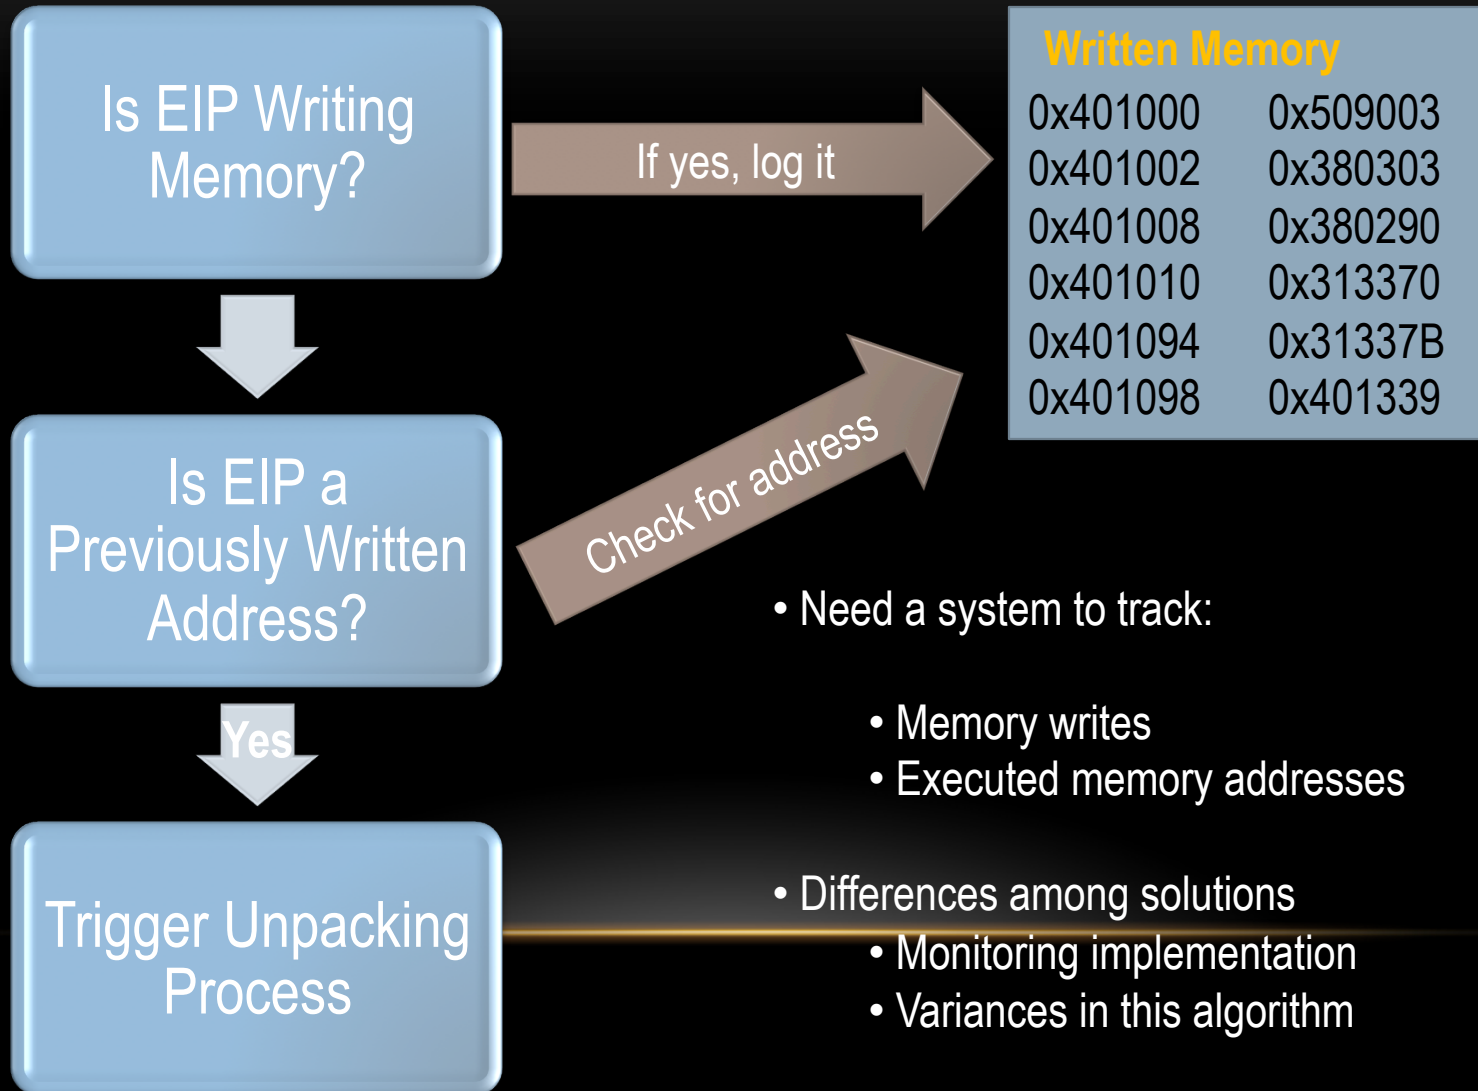 Is EIP Writing
Memory?
If yes, log it
Written Memory
0x401000 0x509003
0x401002 0x380303
0x401008 0x380290
0x401010 0x313370
0x401094 0x31337B
0x401098 0x401339
Is EIP a
Previously Written
Address?
Check for address
Yes
Trigger Unpacking
Process
• Need a system to track:
• Memory writes
• Executed memory addresses
• Differences among solutions
• Monitoring implementation
• Variances in this algorithm